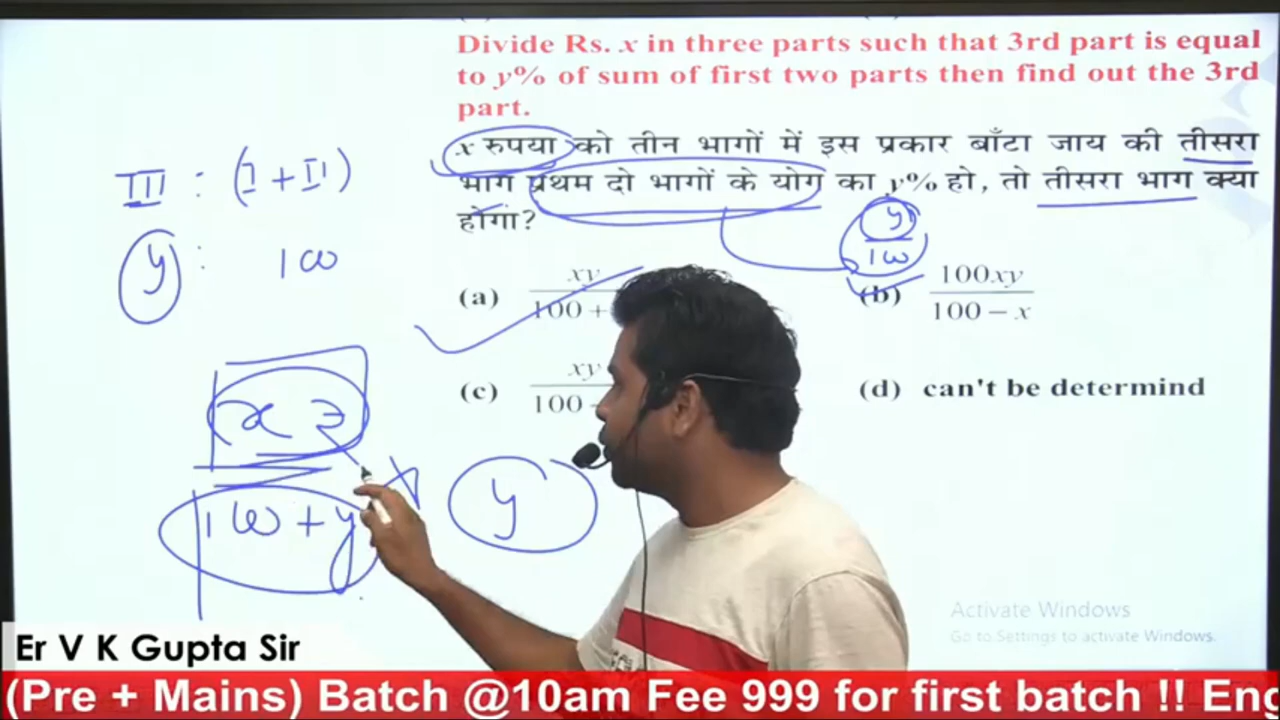 Divide Rs. x in three parts such that 3rd part is equal
to y% of sum of first two parts then find out the 3rd
part.
x रुपया को तीन भागों में इस प्रकार बाँटा जाय की तीसरा
भाग प्रथम दो भागों के योग का y% हो, तो तीसरा भाग क्या
होगा?
III : (I + II)
y : 100
y
100
(a) xy
100 +
(b) 100xy
100 − x
(c) xy
100
(d) can't be determind
x
100 + y
y
Activate Windows
Go to Settings to activate Windows.
Er V K Gupta Sir
(Pre + Mains) Batch @10am Fee 999 for first batch !! Eng